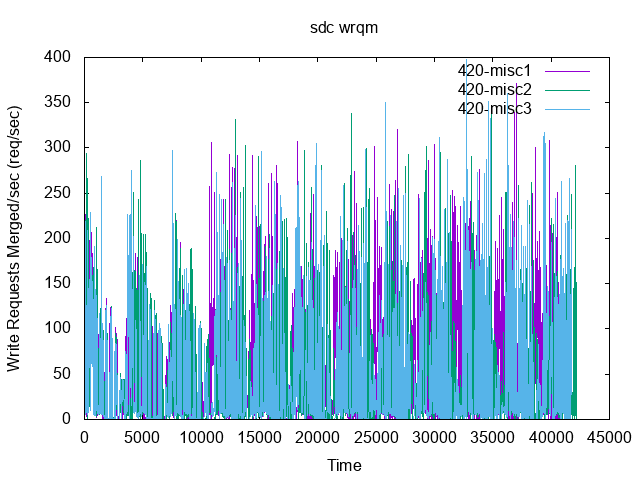 sdc wrqm
Write Requests Merged/sec (req/sec)
400
350
300
250
200
150
100
50
0
420-misc1
420-misc2
420-misc3
0 5000 10000 15000 20000 25000 30000 35000 40000 45000
Time